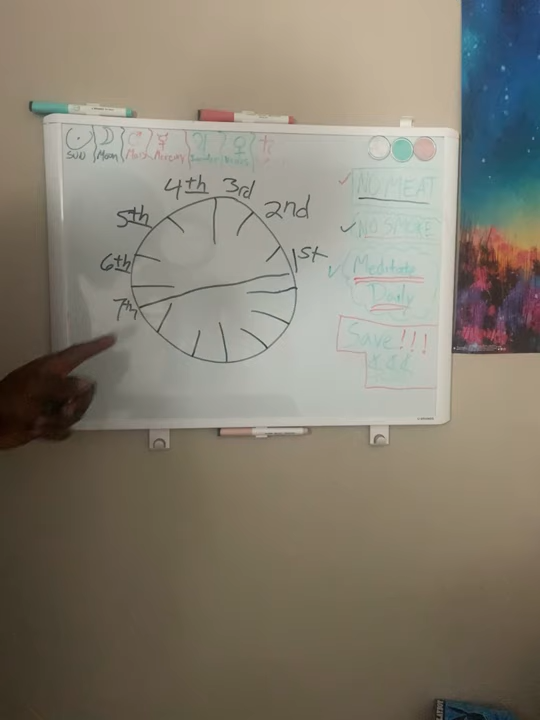 SUN Moon Mars Mercury
4th 3rd
5th 2nd
6th 1st
7th
NO MEAT
NO SMOKE
Meditate
Daily
Save!!!